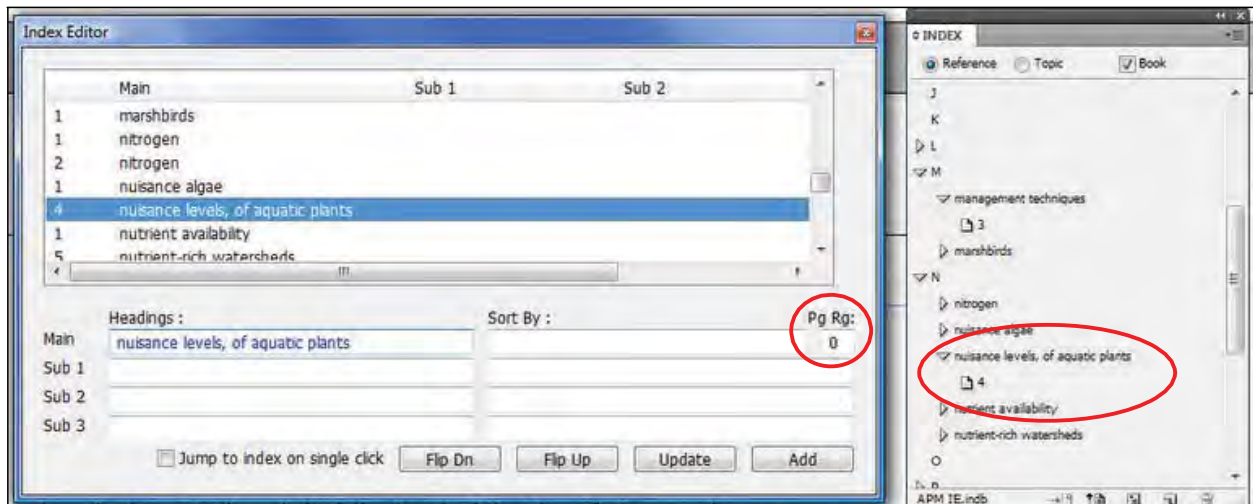 Index Editor
Main Sub 1 Sub 2
1 marshbirds
1 nitrogen
2 nitrogen
1 nuisance algae
4 nuisance levels, of aquatic plants
1 nutrient availability
5 nutrient-rich watersheds
Headings : Sort By : Pg Rg:
Main nuisance levels, of aquatic plants 0
Sub 1
Sub 2
Sub 3
Jump to index on single click Flip Dn Flip Up Update Add
INDEX
Reference Topic Book
J
K
L
M
management techniques
3
marshbirds
N
nitrogen
nuisance algae
nuisance levels, of aquatic plants
4
nutrient availability
nutrient-rich watersheds
O
P
APM IE.indb